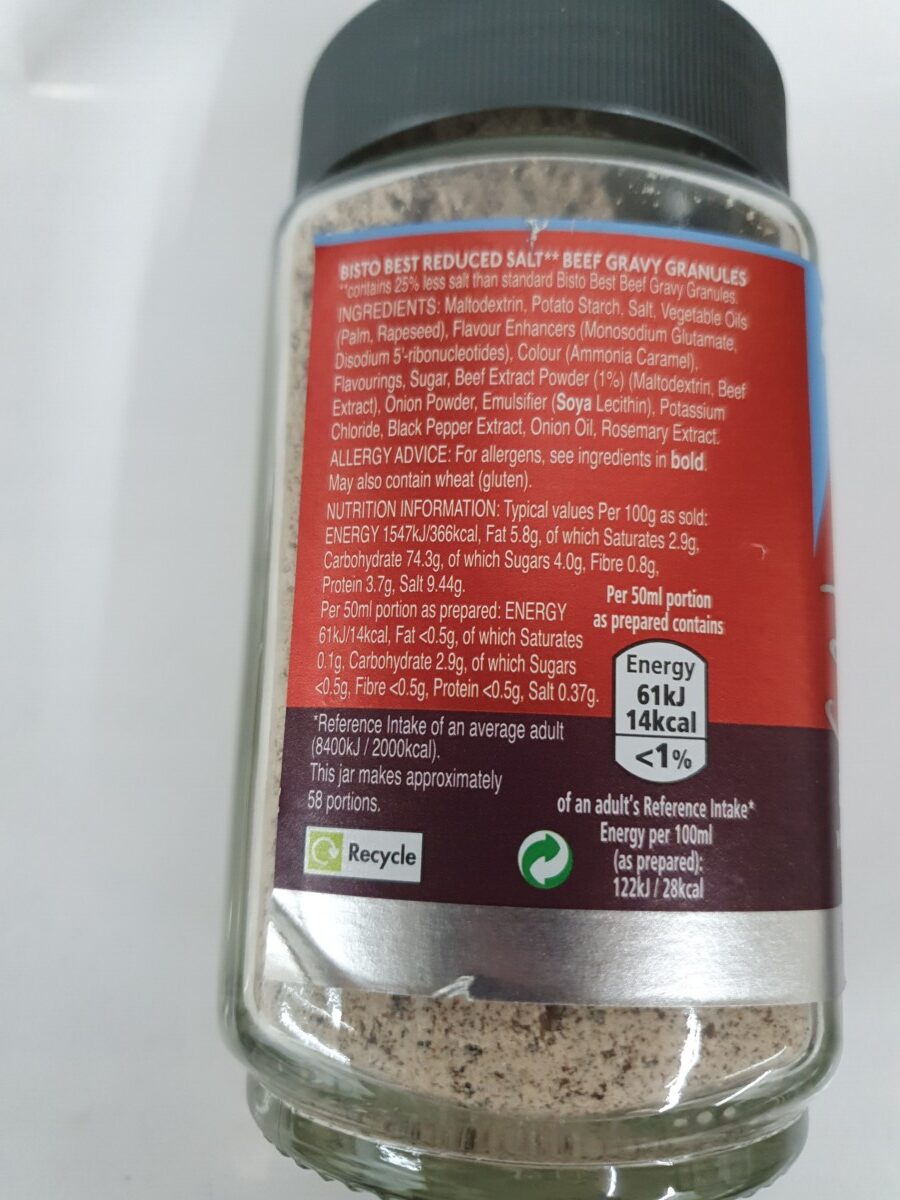 BISTO BEST REDUCED SALT** BEEF GRAVY GRANULES
**contains 25% less salt than standard Bisto Best Beef Gravy Granules.
INGREDIENTS: Maltodextrin, Potato Starch, Salt, Vegetable Oils
(Palm, Rapeseed), Flavour Enhancers (Monosodium Glutamate,
Disodium 5'-ribonucleotides), Colour (Ammonia Caramel),
Flavourings, Sugar, Beef Extract Powder (1%) (Maltodextrin, Beef
Extract), Onion Powder, Emulsifier (Soya Lecithin), Potassium
Chloride, Black Pepper Extract, Onion Oil, Rosemary Extract.
ALLERGY ADVICE: For allergens, see ingredients in bold.
May also contain wheat (gluten).
NUTRITION INFORMATION: Typical values Per 100g as sold:
ENERGY 1547kJ/366kcal, Fat 5.8g, of which Saturates 2.9g,
Carbohydrate 74.3g, of which Sugars 4.0g, Fibre 0.8g,
Protein 3.7g, Salt 9.44g.
Per 50ml portion as prepared: ENERGY
61kJ/14kcal, Fat <0.5g, of which Saturates
0.1g, Carbohydrate 2.9g, of which Sugars
<0.5g, Fibre <0.5g, Protein <0.5g, Salt 0.37g.
Per 50ml portion
as prepared contains
Energy
61kJ
14kcal
<1%
of an adult's Reference Intake*
Energy per 100ml
(as prepared):
122kJ / 28kcal
*Reference Intake of an average adult
(8400kJ / 2000kcal).
This jar makes approximately
58 portions.
Recycle